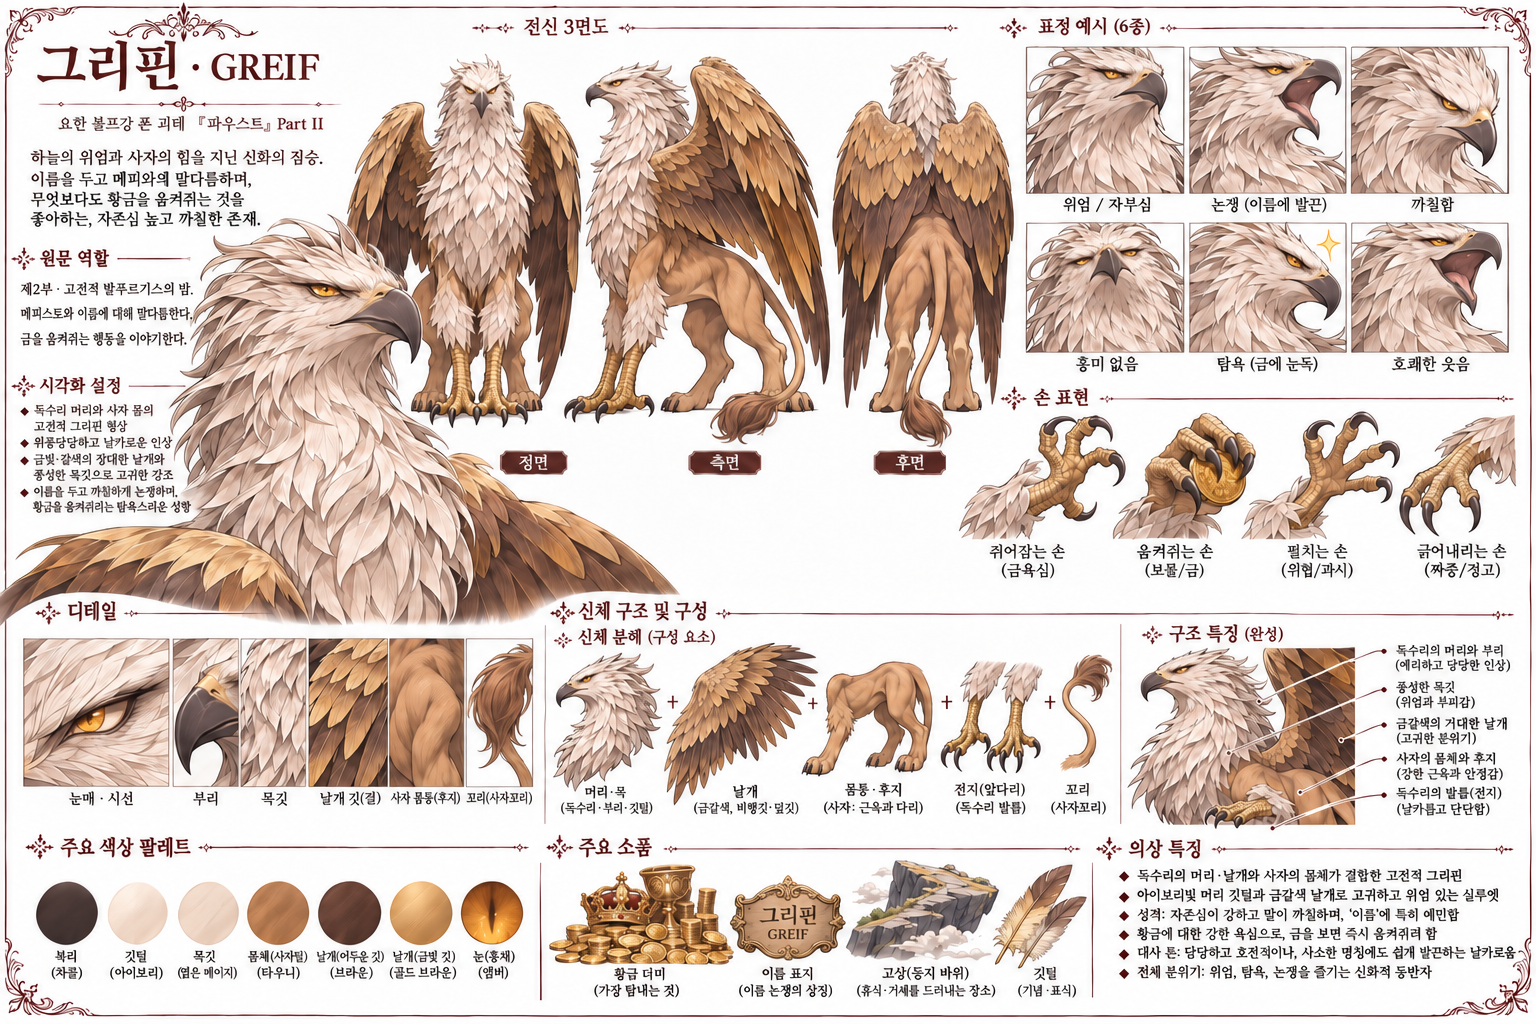 그리핀 · GREIF
요한 볼프강 폰 괴테 『파우스트』 Part II
하늘의 위엄과 사자의 힘을 지닌 신화의 짐승.
이름을 두고 메피와의 말다툼하며,
무엇보다도 황금을 움켜쥐는 것을
좋아하는, 자존심 높고 까칠한 존재.
원문 역할
제2부 · 고전적 발푸르기스의 밤.
메피스토와 이름에 대해 말다툼한다.
금을 움켜쥐는 행동을 이야기한다.
시각화 설정
독수리 머리와 사자 몸의
고전적 그리핀 형상
위풍당당하고 날카로운 인상
금빛·갈색의 장대한 날개와
풍성한 목깃으로 고귀한 강조
이름을 두고 까칠하게 논쟁하며,
황금을 움켜쥐려는 탐욕스러운 성향
전신 3면도
정면
측면
후면
표정 예시 (6종)
위엄 / 자부심
논쟁 (이름에 발끈)
까칠함
흥미 없음
탐욕 (금에 눈독)
호쾌한 웃음
손 표현
쥐어잡는 손
(금욕심)
움켜쥐는 손
(보물/금)
펼치는 손
(위협/과시)
긁어내리는 손
(짜증/경고)
디테일
눈매 · 시선
부리
목깃
날개 깃(결)
사자 몸통(후지)
꼬리(사자꼬리)
신체 구조 및 구성
신체 분해 (구성 요소)
+
+
+
+
머리·목
(독수리·부리·깃털)
날개
(금갈색, 비행깃·덮깃)
몸통·후지
(사자: 근육과 다리)
전지(앞다리)
(독수리 발톱)
꼬리
(사자꼬리)
구조 특징 (완성)
독수리의 머리와 부리
(예리하고 당당한 인상)
풍성한 목깃
(위엄과 부피감)
금갈색의 거대한 날개
(고귀한 분위기)
사자의 몸체와 후지
(강한 근육과 안정감)
독수리의 발톱(전지)
(날카롭고 단단함)
주요 색상 팔레트
북리
(차콜)
깃털
(아이보리)
목깃
(엷은 베이지)
몸체(사자털)
(타우니)
날개(어두운 깃)
(브라운)
날개(금빛 깃)
(골드 브라운)
눈(홍채)
(앰버)
주요 소품
황금 더미
(가장 탐내는 것)
그리핀
GREIF
이름 표지
(이름 논쟁의 상징)
고상(둥지 바위)
(휴식·거세를 드러내는 장소)
깃털
(기념·표식)
의상 특징
독수리의 머리·날개와 사자의 몸체가 결합한 고전적 그리핀
아이보리빛 머리 깃털과 금갈색 날개로 고귀하고 위엄 있는 실루엣
성격: 자존심이 강하고 말이 까칠하며, '이름'에 특히 예민함
황금에 대한 강한 욕심으로, 금을 보면 즉시 움켜쥐려 함
대사 톤: 당당하고 호전적이나, 사소한 명칭에도 쉽게 발끈하는 날카로움
전체 분위기: 위엄, 탐욕, 논쟁을 즐기는 신화적 동반자